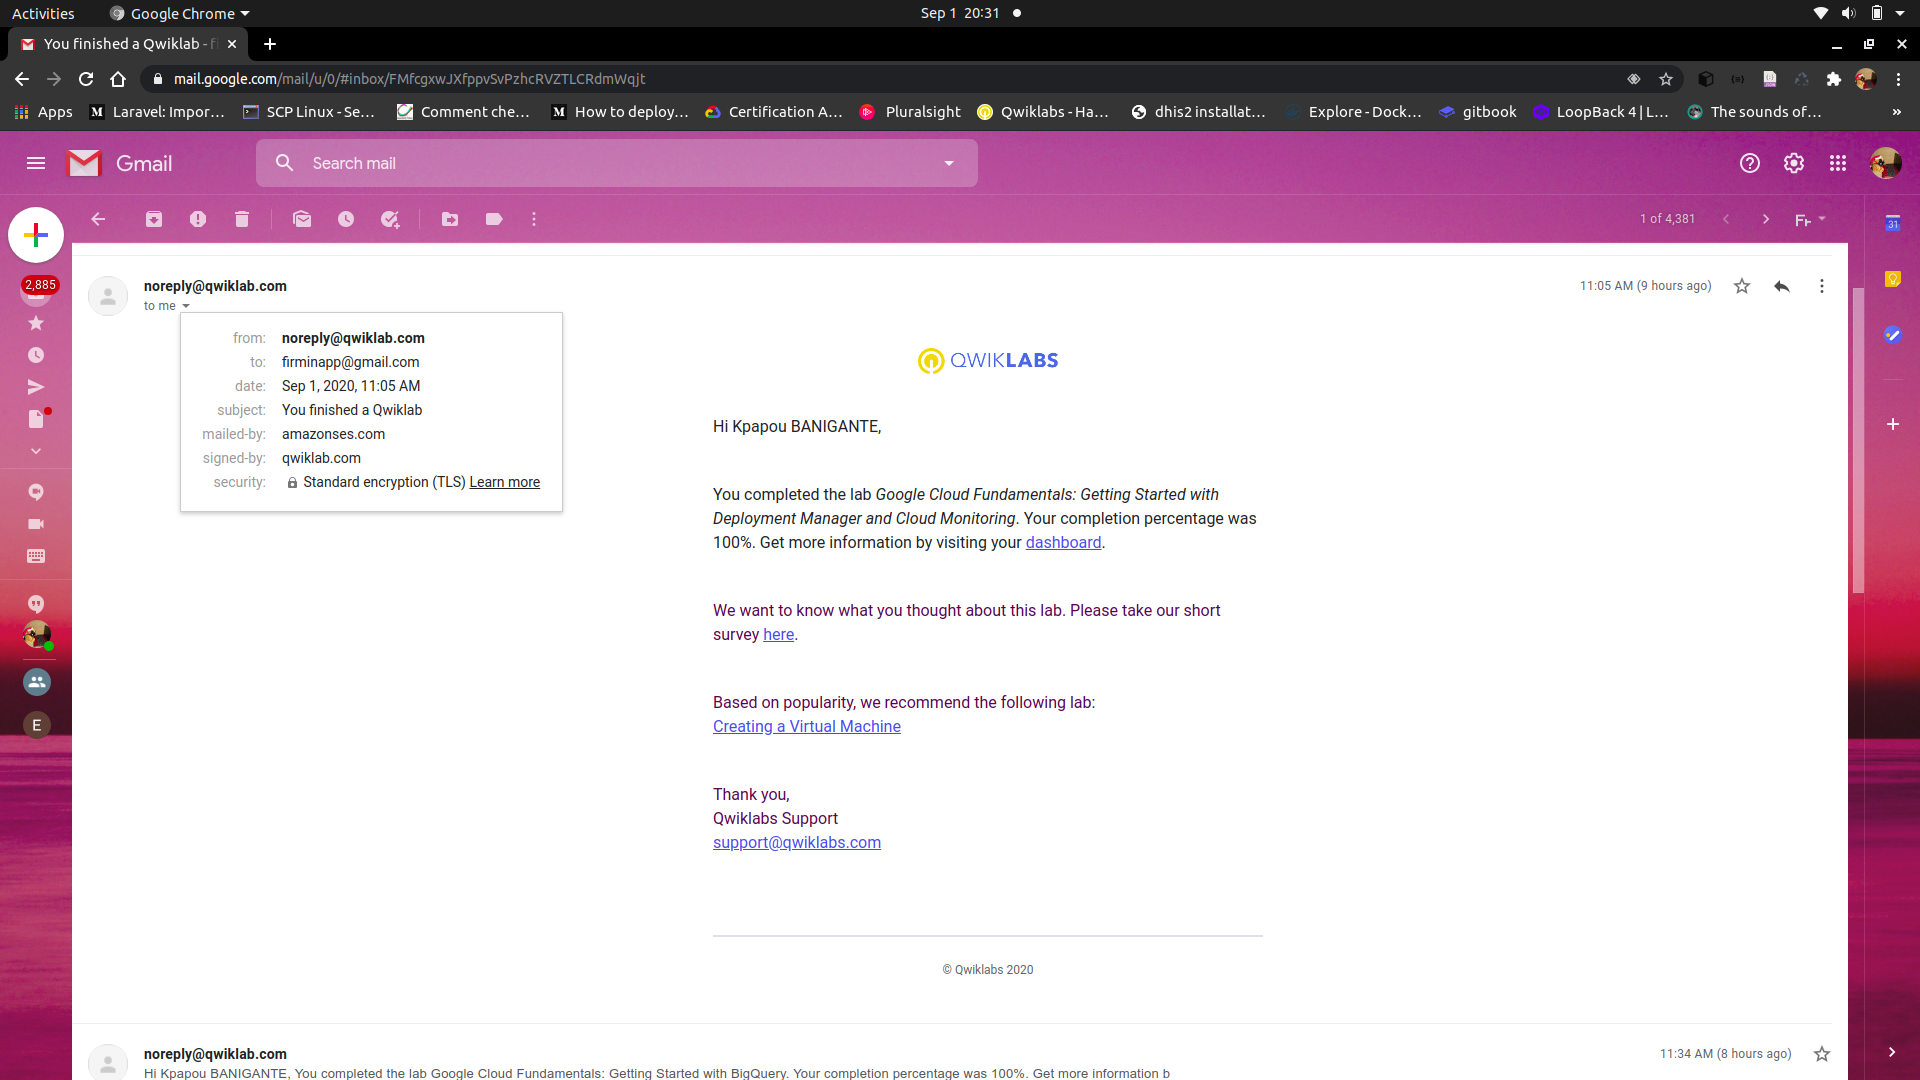 Activities
Google Chrome
Sep 1 20:31
You finished a Qwiklab - f
mail.google.com/mail/u/0/#inbox/FMfcgxwJXfppvSvPzhcRVZTLCRdmWqjt
Apps
Laravel: Impor…
SCP Linux - Se…
Comment che…
How to deploy…
Certification A…
Pluralsight
Qwiklabs - Ha…
dhis2 installat…
Explore - Dock…
gitbook
LoopBack 4 | L…
The sounds of…
»
Gmail
Search mail
1 of 4,381
31
2,885
noreply@qwiklab.com
11:05 AM (9 hours ago)
to me
from: noreply@qwiklab.com
to: firminapp@gmail.com
date: Sep 1, 2020, 11:05 AM
subject: You finished a Qwiklab
mailed-by: amazonses.com
signed-by: qwiklab.com
security: Standard encryption (TLS) Learn more
QWIKLABS
Hi Kpapou BANIGANTE,
You completed the lab Google Cloud Fundamentals: Getting Started with
Deployment Manager and Cloud Monitoring. Your completion percentage was
100%. Get more information by visiting your dashboard.
We want to know what you thought about this lab. Please take our short
survey here.
Based on popularity, we recommend the following lab:
Creating a Virtual Machine
Thank you,
Qwiklabs Support
support@qwiklabs.com
E
© Qwiklabs 2020
noreply@qwiklab.com
11:34 AM (8 hours ago)
Hi Kpapou BANIGANTE, You completed the lab Google Cloud Fundamentals: Getting Started with BigQuery. Your completion percentage was 100%. Get more information b